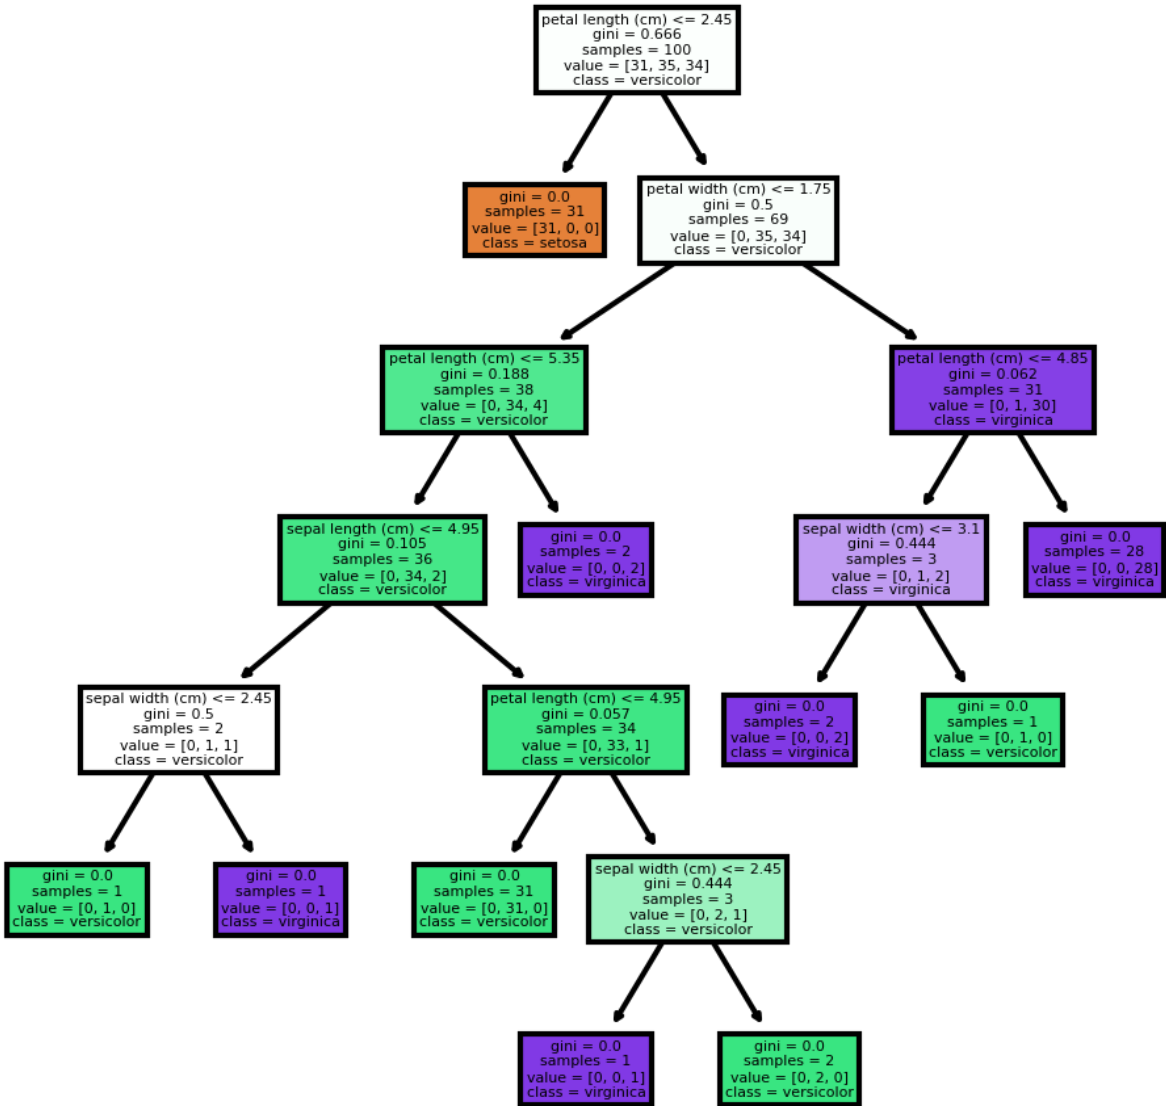 petal length (cm) <= 2.45
gini = 0.666
samples = 100
value = [31, 35, 34]
class = versicolor
gini = 0.0
samples = 31
value = [31, 0, 0]
class = setosa
petal width (cm) <= 1.75
gini = 0.5
samples = 69
value = [0, 35, 34]
class = versicolor
petal length (cm) <= 5.35
gini = 0.188
samples = 38
value = [0, 34, 4]
class = versicolor
petal length (cm) <= 4.85
gini = 0.062
samples = 31
value = [0, 1, 30]
class = virginica
sepal length (cm) <= 4.95
gini = 0.105
samples = 36
value = [0, 34, 2]
class = versicolor
gini = 0.0
samples = 2
value = [0, 0, 2]
class = virginica
sepal width (cm) <= 3.1
gini = 0.444
samples = 3
value = [0, 1, 2]
class = virginica
gini = 0.0
samples = 28
value = [0, 0, 28]
class = virginica
sepal width (cm) <= 2.45
gini = 0.5
samples = 2
value = [0, 1, 1]
class = versicolor
petal length (cm) <= 4.95
gini = 0.057
samples = 34
value = [0, 33, 1]
class = versicolor
gini = 0.0
samples = 2
value = [0, 0, 2]
class = virginica
gini = 0.0
samples = 1
value = [0, 1, 0]
class = versicolor
gini = 0.0
samples = 1
value = [0, 1, 0]
class = versicolor
gini = 0.0
samples = 1
value = [0, 0, 1]
class = virginica
gini = 0.0
samples = 31
value = [0, 31, 0]
class = versicolor
sepal width (cm) <= 2.45
gini = 0.444
samples = 3
value = [0, 2, 1]
class = versicolor
gini = 0.0
samples = 1
value = [0, 0, 1]
class = virginica
gini = 0.0
samples = 2
value = [0, 2, 0]
class = versicolor